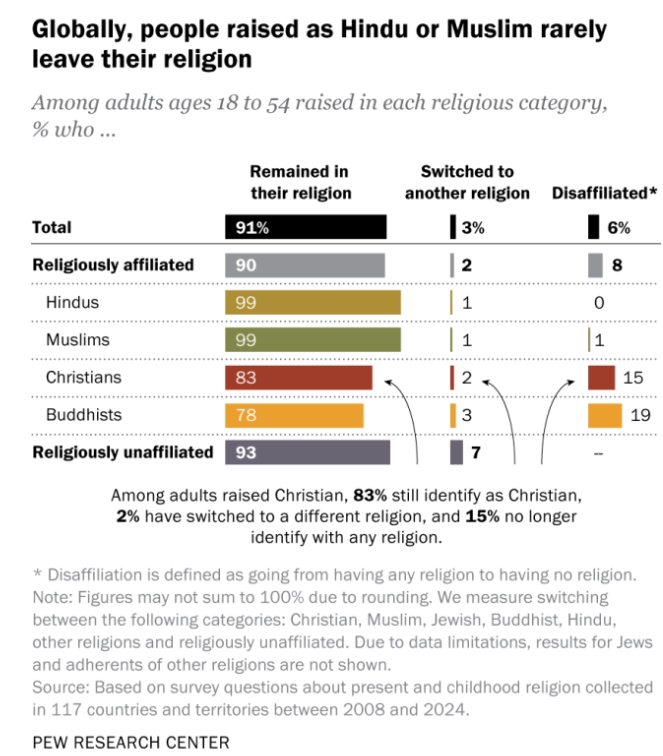 Globally, people raised as Hindu or Muslim rarely
leave their religion
Among adults ages 18 to 54 raised in each religious category,
% who ...
Remained in
their religion
Switched to
another religion
Disaffiliated*
Total 91% 3% 6%
Religiously affiliated 90 2 8
Hindus 99 1 0
Muslims 99 1 1
Christians 83 2 15
Buddhists 78 3 19
Religiously unaffiliated 93 7 --
Among adults raised Christian, 83% still identify as Christian,
2% have switched to a different religion, and 15% no longer
identify with any religion.
* Disaffiliation is defined as going from having any religion to having no religion.
Note: Figures may not sum to 100% due to rounding. We measure switching
between the following categories: Christian, Muslim, Jewish, Buddhist, Hindu,
other religions and religiously unaffiliated. Due to data limitations, results for Jews
and adherents of other religions are not shown.
Source: Based on survey questions about present and childhood religion collected
in 117 countries and territories between 2008 and 2024.
PEW RESEARCH CENTER